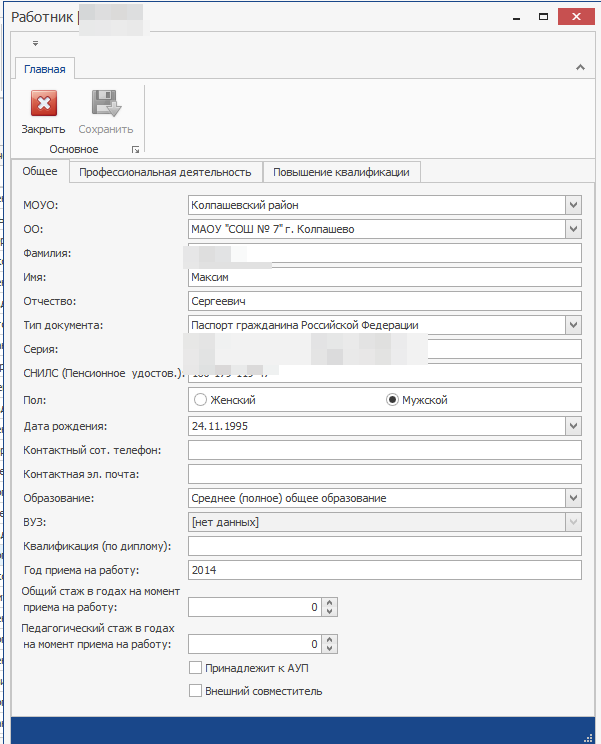 Работник
Главная
Закрыть Сохранить
Основное
Общее Профессиональная деятельность Повышение квалификации
МОУО: Колпашевский район
ОО: МАОУ "СОШ № 7" г. Колпашево
Фамилия:
Имя: Максим
Отчество: Сергеевич
Тип документа: Паспорт гражданина Российской Федерации
Серия:
СНИЛС (Пенсионное удостов.):
Пол: Женский Мужской
Дата рождения: 24.11.1995
Контактный сот. телефон:
Контактная эл. почта:
Образование: Среднее (полное) общее образование
ВУЗ: [нет данных]
Квалификация (по диплому):
Год приема на работу: 2014
Общий стаж в годах на момент
приема на работу: 0
Педагогический стаж в годах
на момент приема на работу: 0
Принадлежит к АУП
Внешний совместитель